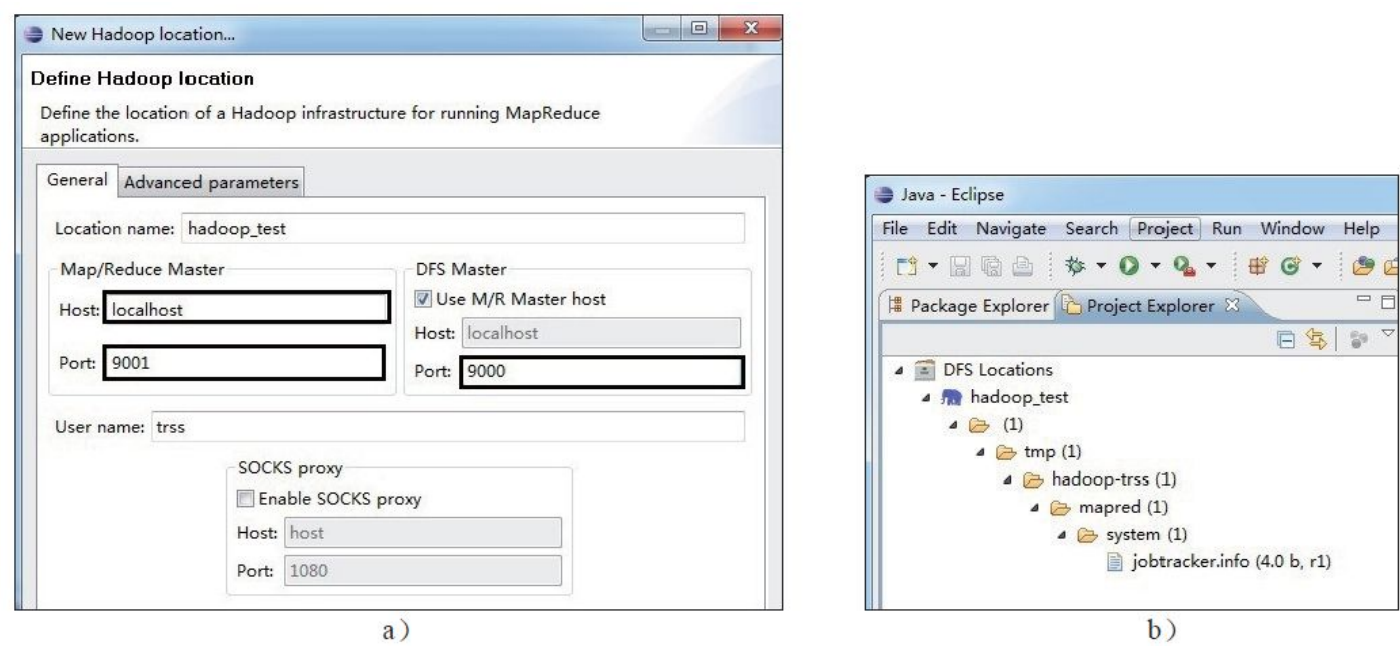 New Hadoop location...
Define Hadoop location
Define the location of a Hadoop infrastructure for running MapReduce
applications.
General Advanced parameters
Location name: hadoop_test
Map/Reduce Master
Host: localhost
Port: 9001
DFS Master
Use M/R Master host
Host: localhost
Port: 9000
User name: trss
SOCKS proxy
Enable SOCKS proxy
Host: host
Port: 1080
a）
Java - Eclipse
File Edit Navigate Search Project Run Window Help
Package Explorer Project Explorer
DFS Locations
hadoop_test
(1)
tmp (1)
hadoop-trss (1)
mapred (1)
system (1)
jobtracker.info (4.0 b, r1)
b）